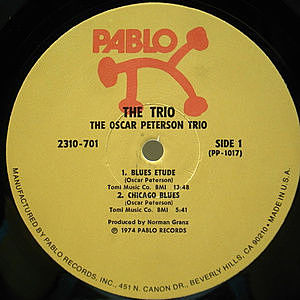 PABLO
THE TRIO
THE OSCAR PETERSON TRIO
2310-701
SIDE 1
(PP-1017)
1. BLUES ETUDE
(Oscar Peterson)
Tomi Music Co. BMI 13:48
2. CHICAGO BLUES
(Oscar Peterson)
Tomi Music Co. BMI 5:41
Produced by Norman Granz
℗ 1974 PABLO RECORDS
MANUFACTURED BY PABLO RECORDS, INC., 451 N. CANON DR., BEVERLY HILLS, CA 90210 • MADE IN U.S.A.